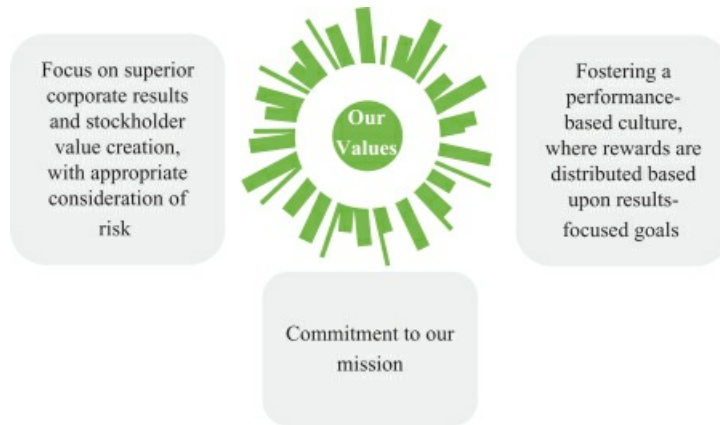 Focus on superior
corporate results
and stockholder
value creation,
with appropriate
consideration of
risk
Our
Values
Fostering a
performance-
based culture,
where rewards are
distributed based
upon results-
focused goals
Commitment to our
mission